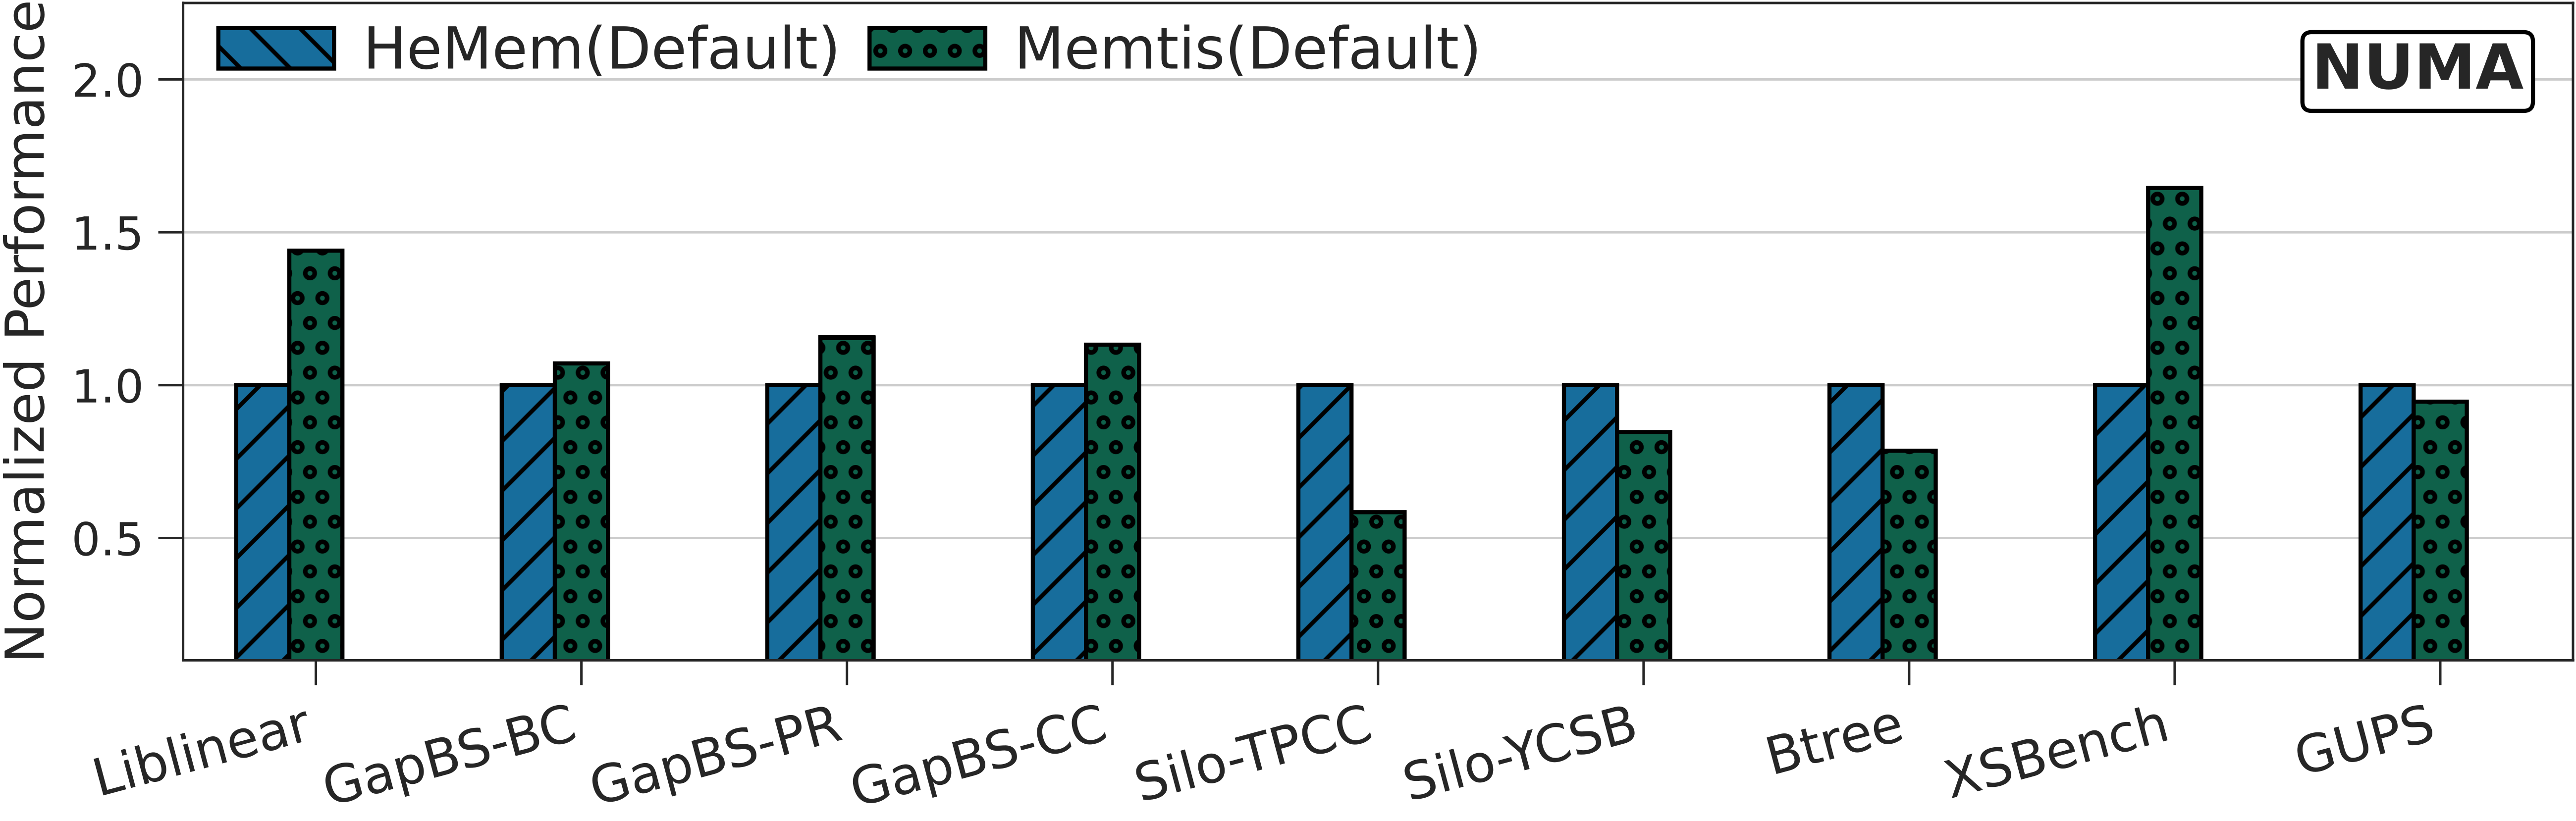 HeMem(Default) Memtis(Default)
NUMA
Normalized Performance
2.0
1.5
1.0
0.5
Liblinear
GapBS-BC
GapBS-PR
GapBS-CC
Silo-TPCC
Silo-YCSB
Btree
XSBench
GUPS